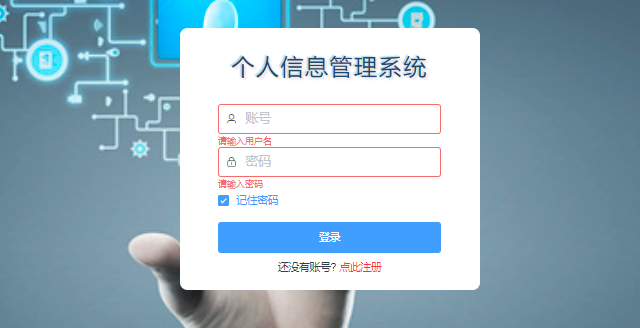 个人信息管理系统
账号
请输入用户名
密码
请输入密码
记住密码
登录
还没有账号? 点此注册